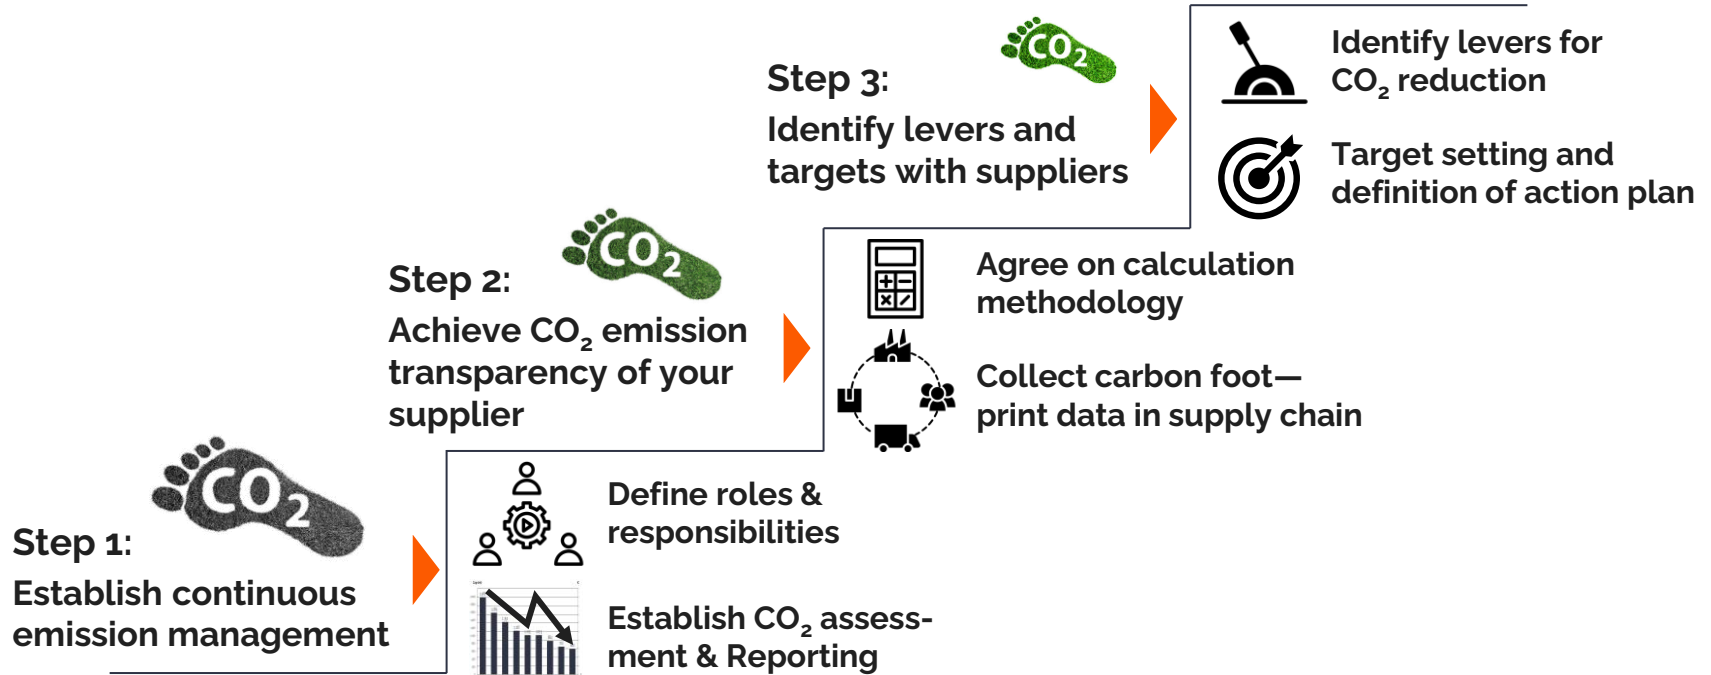 CO2
Step 1:
Establish continuous
emission management
Define roles &
responsibilities
Establish CO2 assess-
ment & Reporting
CO2
Step 2:
Achieve CO2 emission
transparency of your
supplier
Agree on calculation
methodology
Collect carbon foot—
print data in supply chain
CO2
Step 3:
Identify levers and
targets with suppliers
Identify levers for
CO2 reduction
Target setting and
definition of action plan